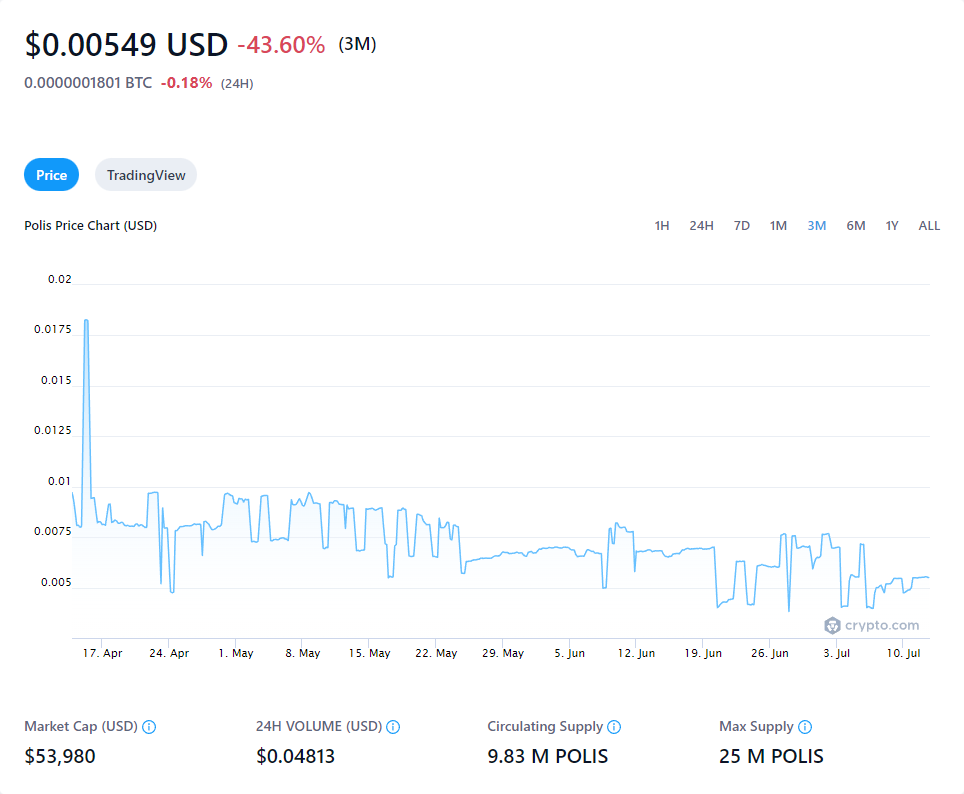 $0.00549 USD -43.60% (3M)
0.0000001801 BTC -0.18% (24H)
Price TradingView
Polis Price Chart (USD) 1H 24H 7D 1M 3M 6M 1Y ALL
0.02
0.0175
0.015
0.0125
0.01
0.0075
0.005
crypto.com
17. Apr 24. Apr 1. May 8. May 15. May 22. May 29. May 5. Jun 12. Jun 19. Jun 26. Jun 3. Jul 10. Jul
Market Cap (USD) 24H VOLUME (USD) Circulating Supply Max Supply
$53,980 $0.04813 9.83 M POLIS 25 M POLIS